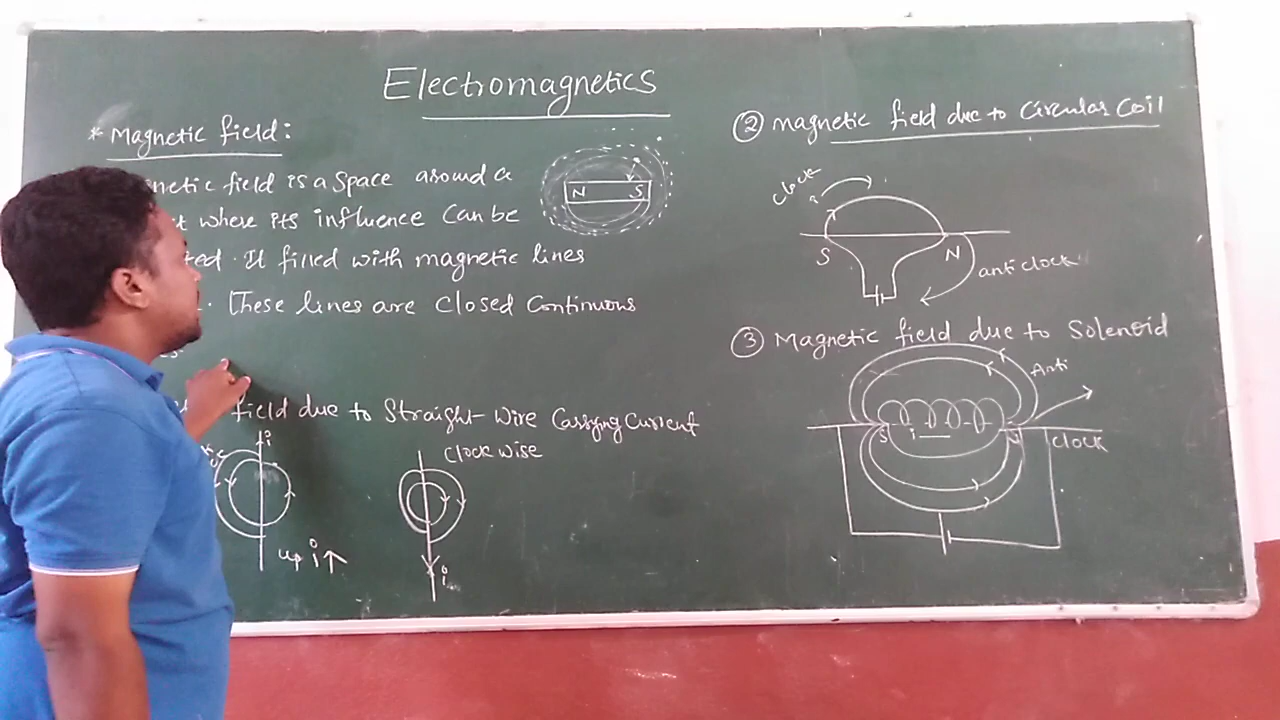 Electromagnetics
* Magnetic field:
netic field is a Space around a
t where its influence Can be
ted. It filled with magnetic lines
. These lines are Closed Continuous
es.
field due to Straight-Wire Carrying Current
i
up i ↑
Clock wise
i
N S
② magnetic field due to Circular Coil
clock
S N
anti clock
③ Magnetic field due to Solenoid
Anti
S i N
clock